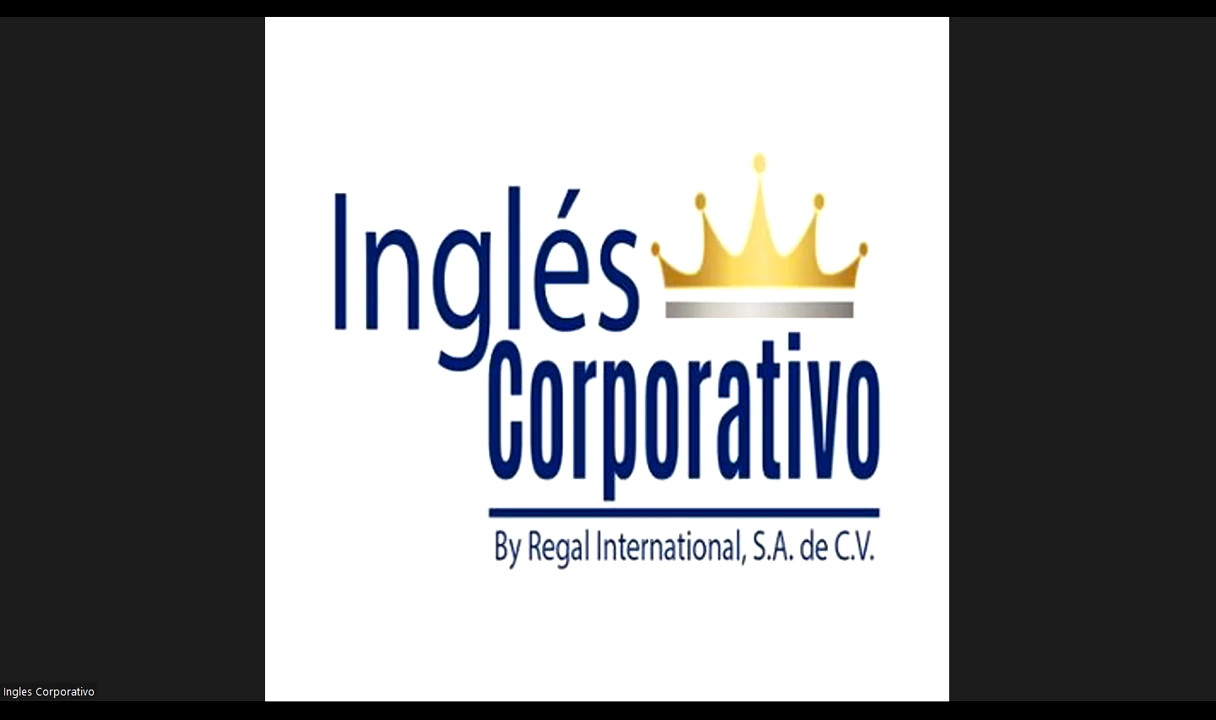 Inglés
Corporativo
By Regal International, S.A. de C.V.
Ingles Corporativo